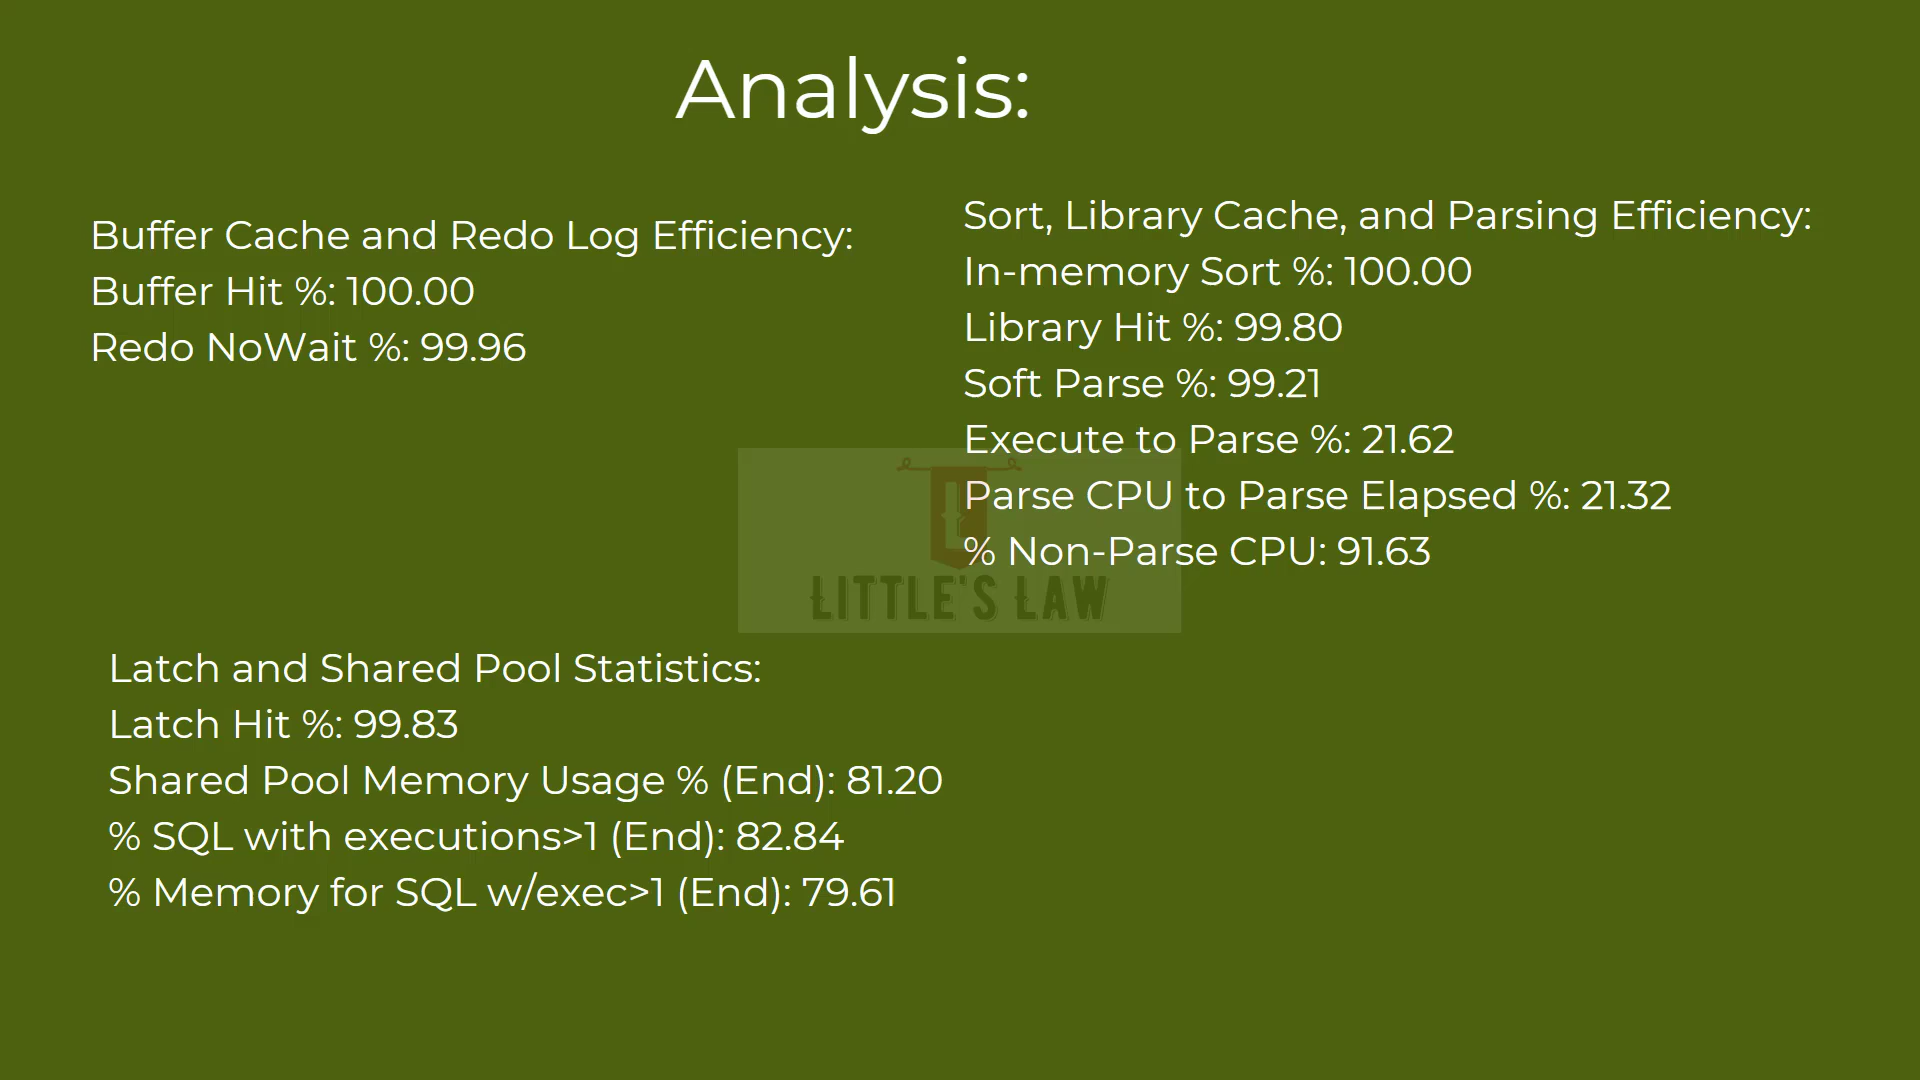 Analysis:
Buffer Cache and Redo Log Efficiency:
Buffer Hit %: 100.00
Redo NoWait %: 99.96
Sort, Library Cache, and Parsing Efficiency:
In-memory Sort %: 100.00
Library Hit %: 99.80
Soft Parse %: 99.21
Execute to Parse %: 21.62
Parse CPU to Parse Elapsed %: 21.32
% Non-Parse CPU: 91.63
L
LITTLE'S LAW
Latch and Shared Pool Statistics:
Latch Hit %: 99.83
Shared Pool Memory Usage % (End): 81.20
% SQL with executions>1 (End): 82.84
% Memory for SQL w/exec>1 (End): 79.61